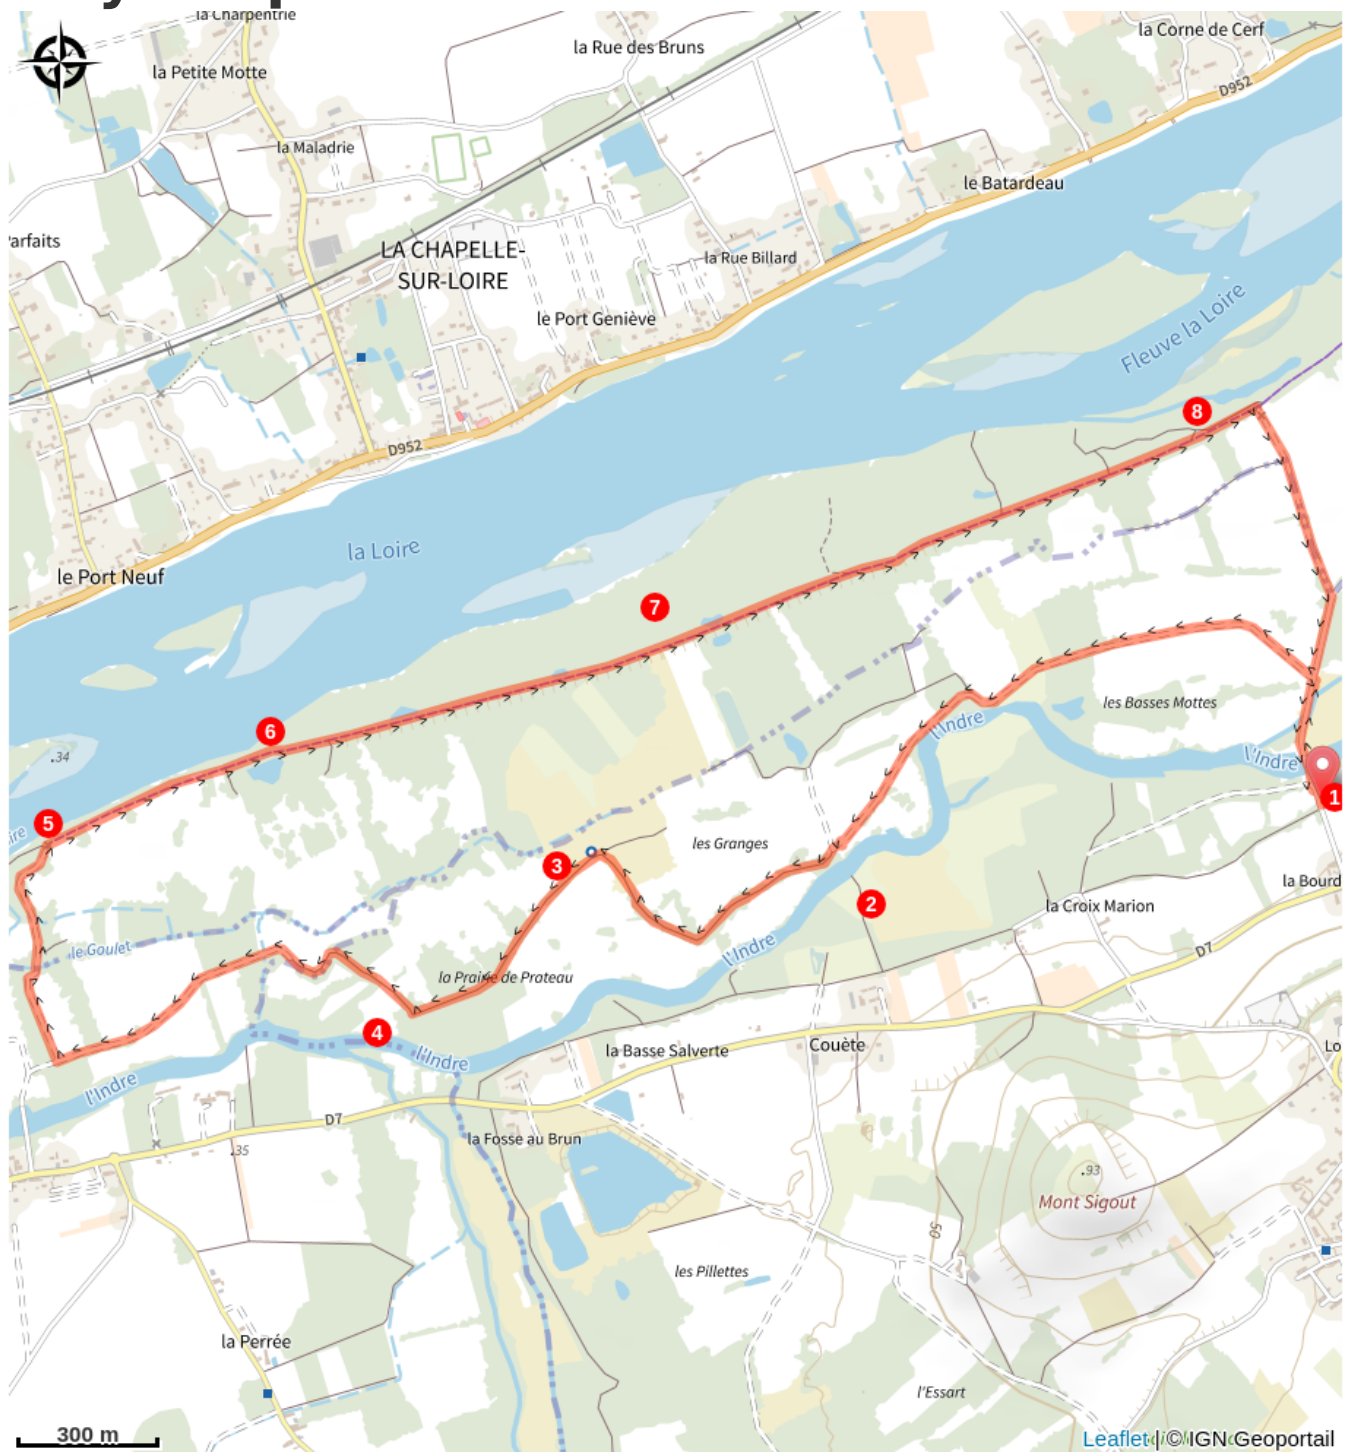 la Charpentrie
la Petite Motte
la Rue des Bruns
la Corne de Cerf
D952
la Maladrie
le Batardeau
LA CHAPELLE-
SUR-LOIRE
la Rue Billard
le Port Geniève
Fleuve la Loire
8
D952
la Loire
le Port Neuf
7
les Basses Mottes
l'Indre
l'Indre
6
.34
5
1
3
les Granges
la Croix Marion
2
la Bourd
le Goulet
l'Indre
D7
la Prairie de Prateau
4
l'Indre
la Basse Salverte
Couète
l'Indre
D7
la Fosse au Brun
.35
.93
Mont Sigout
50
les Pillettes
la Perrée
l'Essart
300 m
Leaflet | © IGN Geoportail